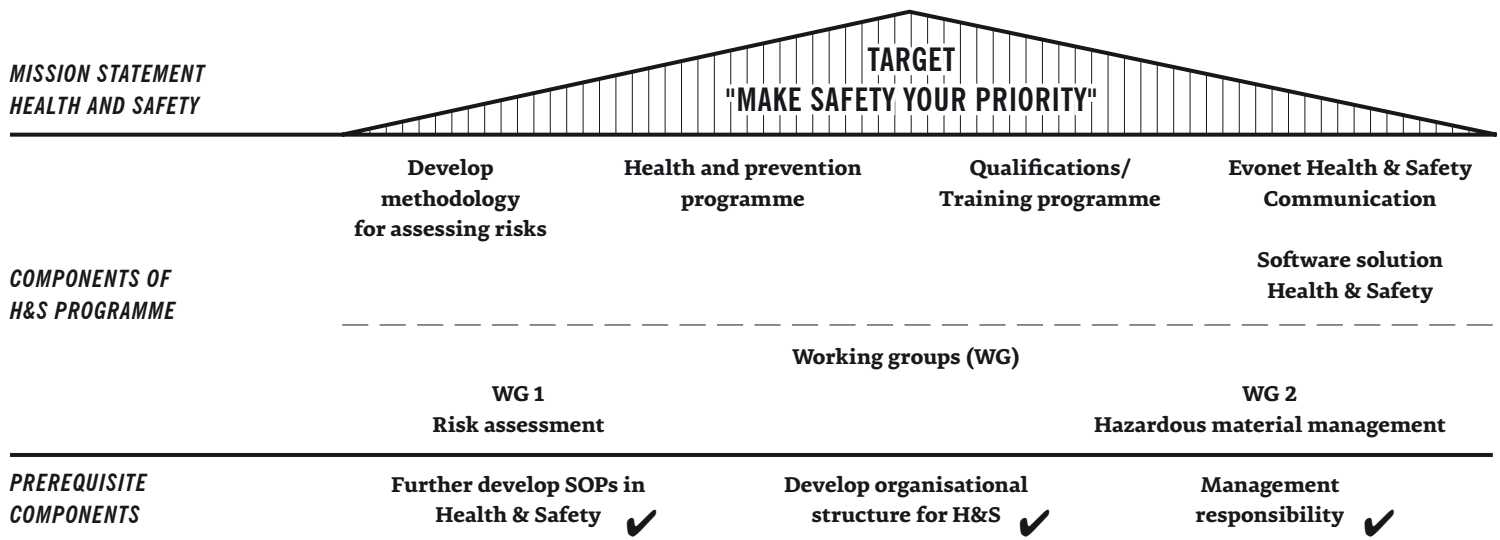 MISSION STATEMENT
HEALTH AND SAFETY
TARGET
"MAKE SAFETY YOUR PRIORITY"
Develop
methodology
for assessing risks
Health and prevention
programme
Qualifications/
Training programme
Evonet Health & Safety
Communication
Software solution
Health & Safety
COMPONENTS OF
H&S PROGRAMME
Working groups (WG)
WG 1
Risk assessment
WG 2
Hazardous material management
PREREQUISITE
COMPONENTS
Further develop SOPs in
Health & Safety ✔
Develop organisational
structure for H&S ✔
Management
responsibility ✔